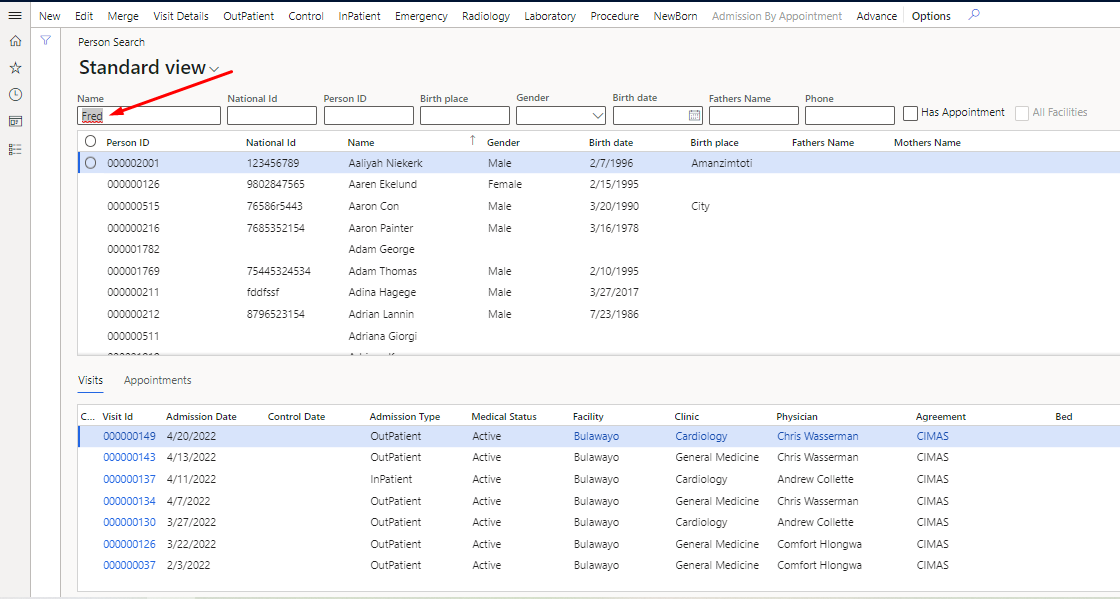 New Edit Merge Visit Details OutPatient Control InPatient Emergency Radiology Laboratory Procedure NewBorn Admission By Appointment Advance Options
Person Search
Standard view
Name National Id Person ID Birth place Gender Birth date Fathers Name Phone
Fred Has Appointment All Facilities
Person ID National Id Name Gender Birth date Birth place Fathers Name Mothers Name
000002001 123456789 Aaliyah Niekerk Male 2/7/1996 Amanzimtoti
000000126 9802847565 Aaren Ekelund Female 2/15/1995
000000515 76586r5443 Aaron Con Male 3/20/1990 City
000000216 7685352154 Aaron Painter Male 3/16/1978
000001782 Adam George
000001769 75445324534 Adam Thomas Male 2/10/1995
000000211 fddfssf Adina Hagege Male 3/27/2017
000000212 8796523154 Adrian Lannin Male 7/23/1986
000000511 Adriana Giorgi
Visits Appointments
C... Visit Id Admission Date Control Date Admission Type Medical Status Facility Clinic Physician Agreement Bed
000000149 4/20/2022 OutPatient Active Bulawayo Cardiology Chris Wasserman CIMAS
000000143 4/13/2022 OutPatient Active Bulawayo General Medicine Chris Wasserman CIMAS
000000137 4/11/2022 InPatient Active Bulawayo Cardiology Andrew Collette CIMAS
000000134 4/7/2022 OutPatient Active Bulawayo General Medicine Chris Wasserman CIMAS
000000130 3/27/2022 OutPatient Active Bulawayo Cardiology Andrew Collette CIMAS
000000126 3/22/2022 OutPatient Active Bulawayo General Medicine Comfort Hlongwa CIMAS
000000037 2/3/2022 OutPatient Active Bulawayo General Medicine Comfort Hlongwa CIMAS